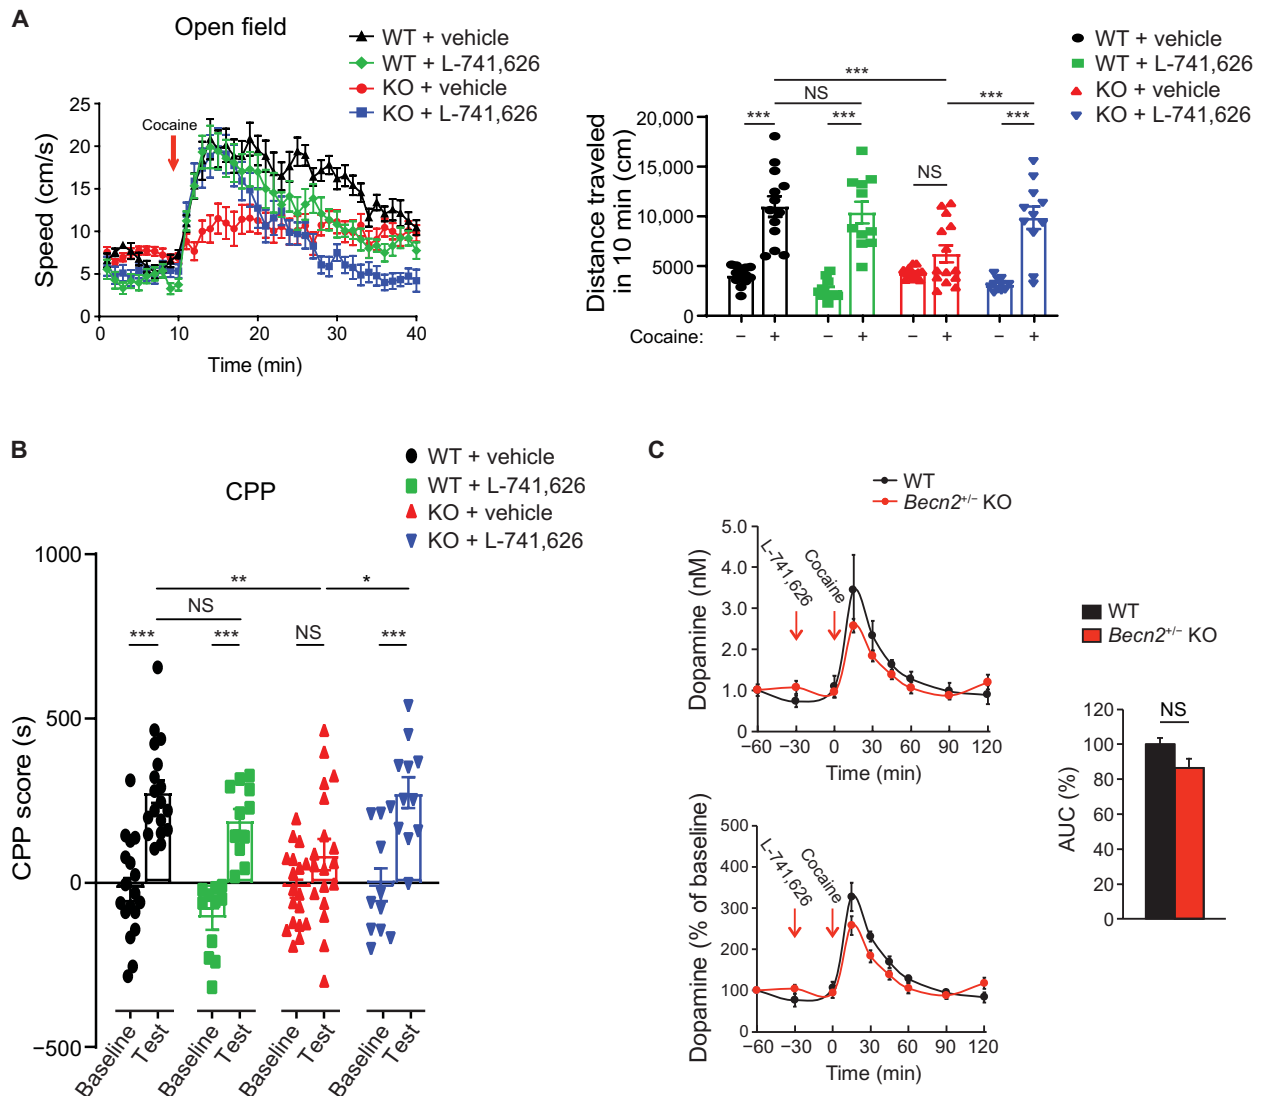 A
Open field
WT + vehicle
WT + L-741,626
KO + vehicle
KO + L-741,626
Speed (cm/s)
25
20
15
10
5
0
Cocaine
0
10
20
30
40
Time (min)
WT + vehicle
WT + L-741,626
KO + vehicle
KO + L-741,626
Distance traveled
in 10 min (cm)
20,000
15,000
10,000
5000
0
***
NS
***
***
***
NS
***
Cocaine:
− + − + − + − +
B
CPP
WT + vehicle
WT + L-741,626
KO + vehicle
KO + L-741,626
CPP score (s)
1000
500
0
−500
**
*
NS
***
***
NS
***
Baseline
Test
Baseline
Test
Baseline
Test
Baseline
Test
C
WT
Becn2+/− KO
Dopamine (nM)
5.0
4.0
3.0
2.0
1.0
0
L-741,626
Cocaine
−60 −30 0 30 60 90 120
Time (min)
Dopamine (% of baseline)
500
400
300
200
100
0
L-741,626
Cocaine
−60 −30 0 30 60 90 120
Time (min)
WT
Becn2+/− KO
AUC (%)
120
100
80
60
40
20
0
NS